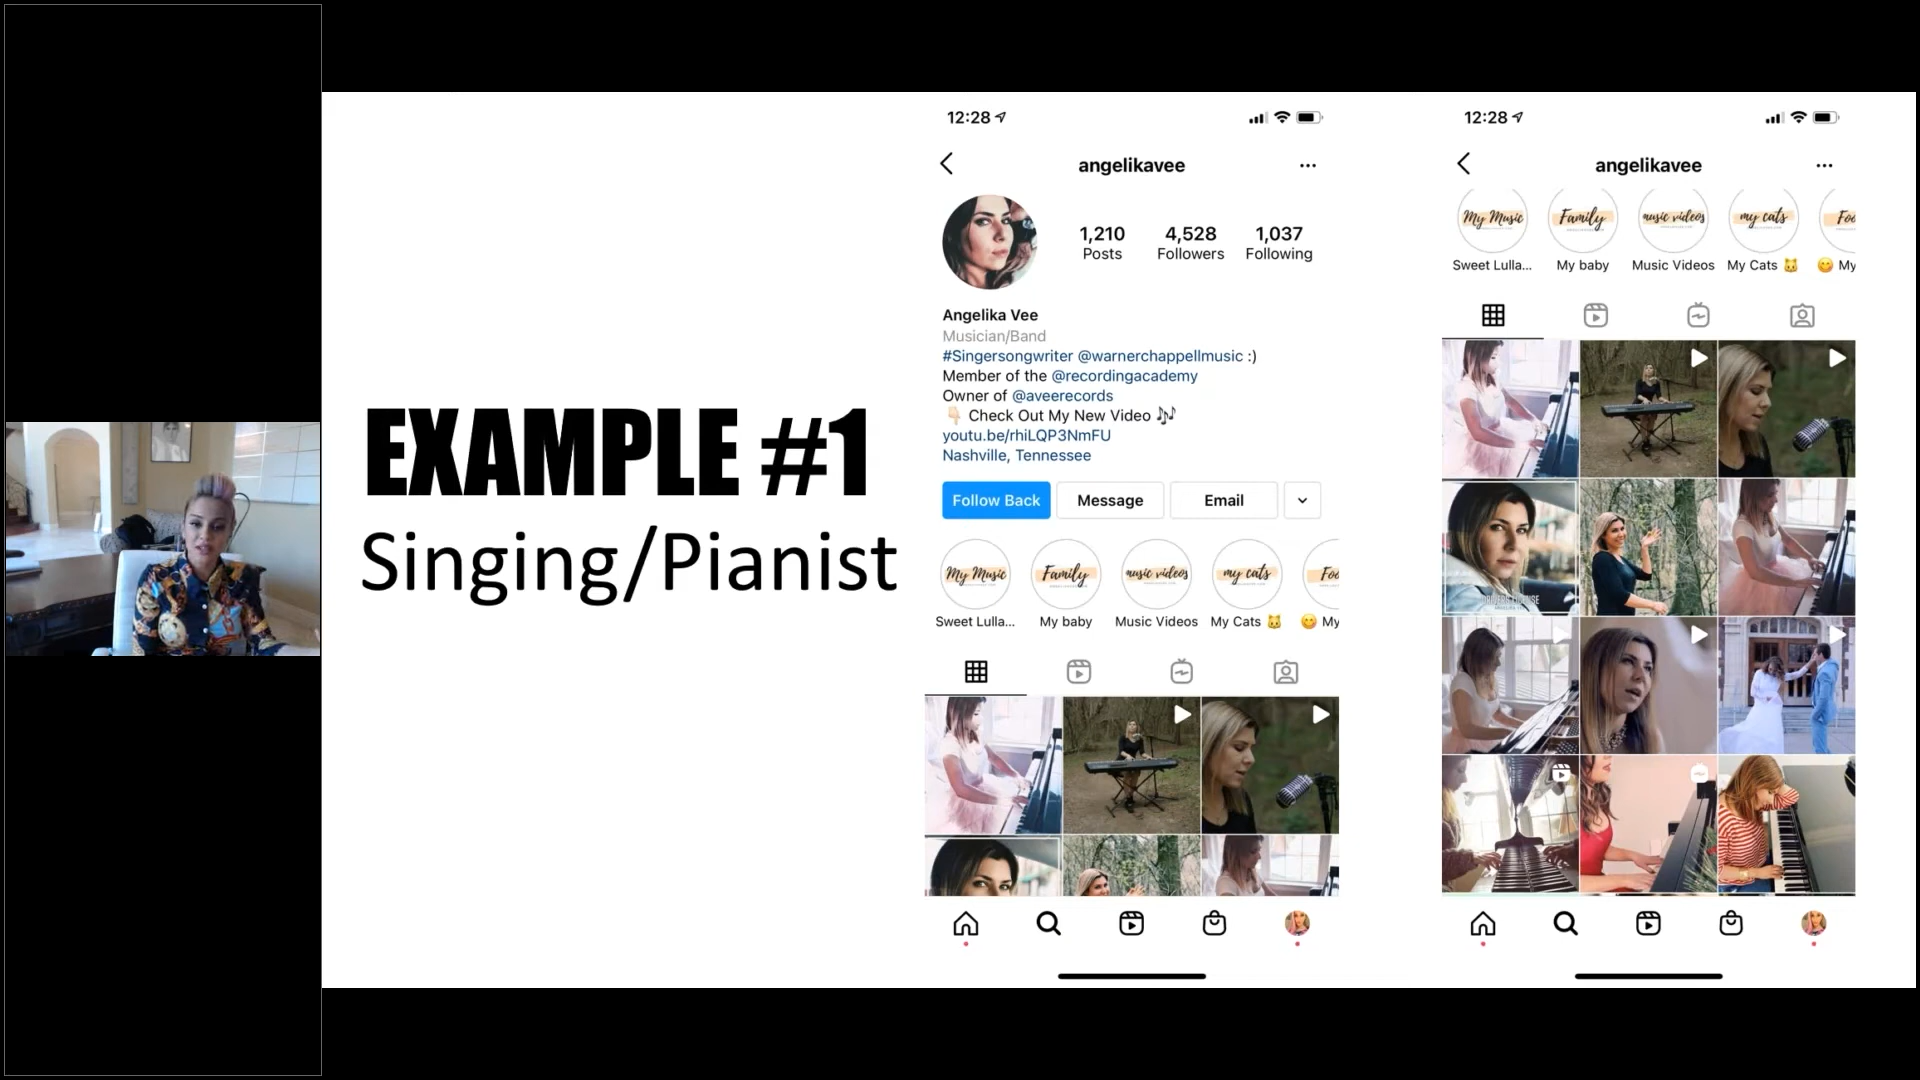 EXAMPLE #1
Singing/Pianist
12:28
angelikavee
1,210
Posts
4,528
Followers
1,037
Following
Angelika Vee
Musician/Band
#Singersongwriter @warnerchappellmusic :)
Member of the @recordingacademy
Owner of @aveerecords
👇🏻 Check Out My New Video 🎶
youtu.be/rhiLQP3NmFU
Nashville, Tennessee
Follow Back
Message
Email
My Music
Family
music videos
my cats
Foo
Sweet Lulla...
My baby
Music Videos
My Cats 🐱
😋 My
12:28
angelikavee
My Music
Family
music videos
my cats
Foo
Sweet Lulla...
My baby
Music Videos
My Cats 🐱
😋 My